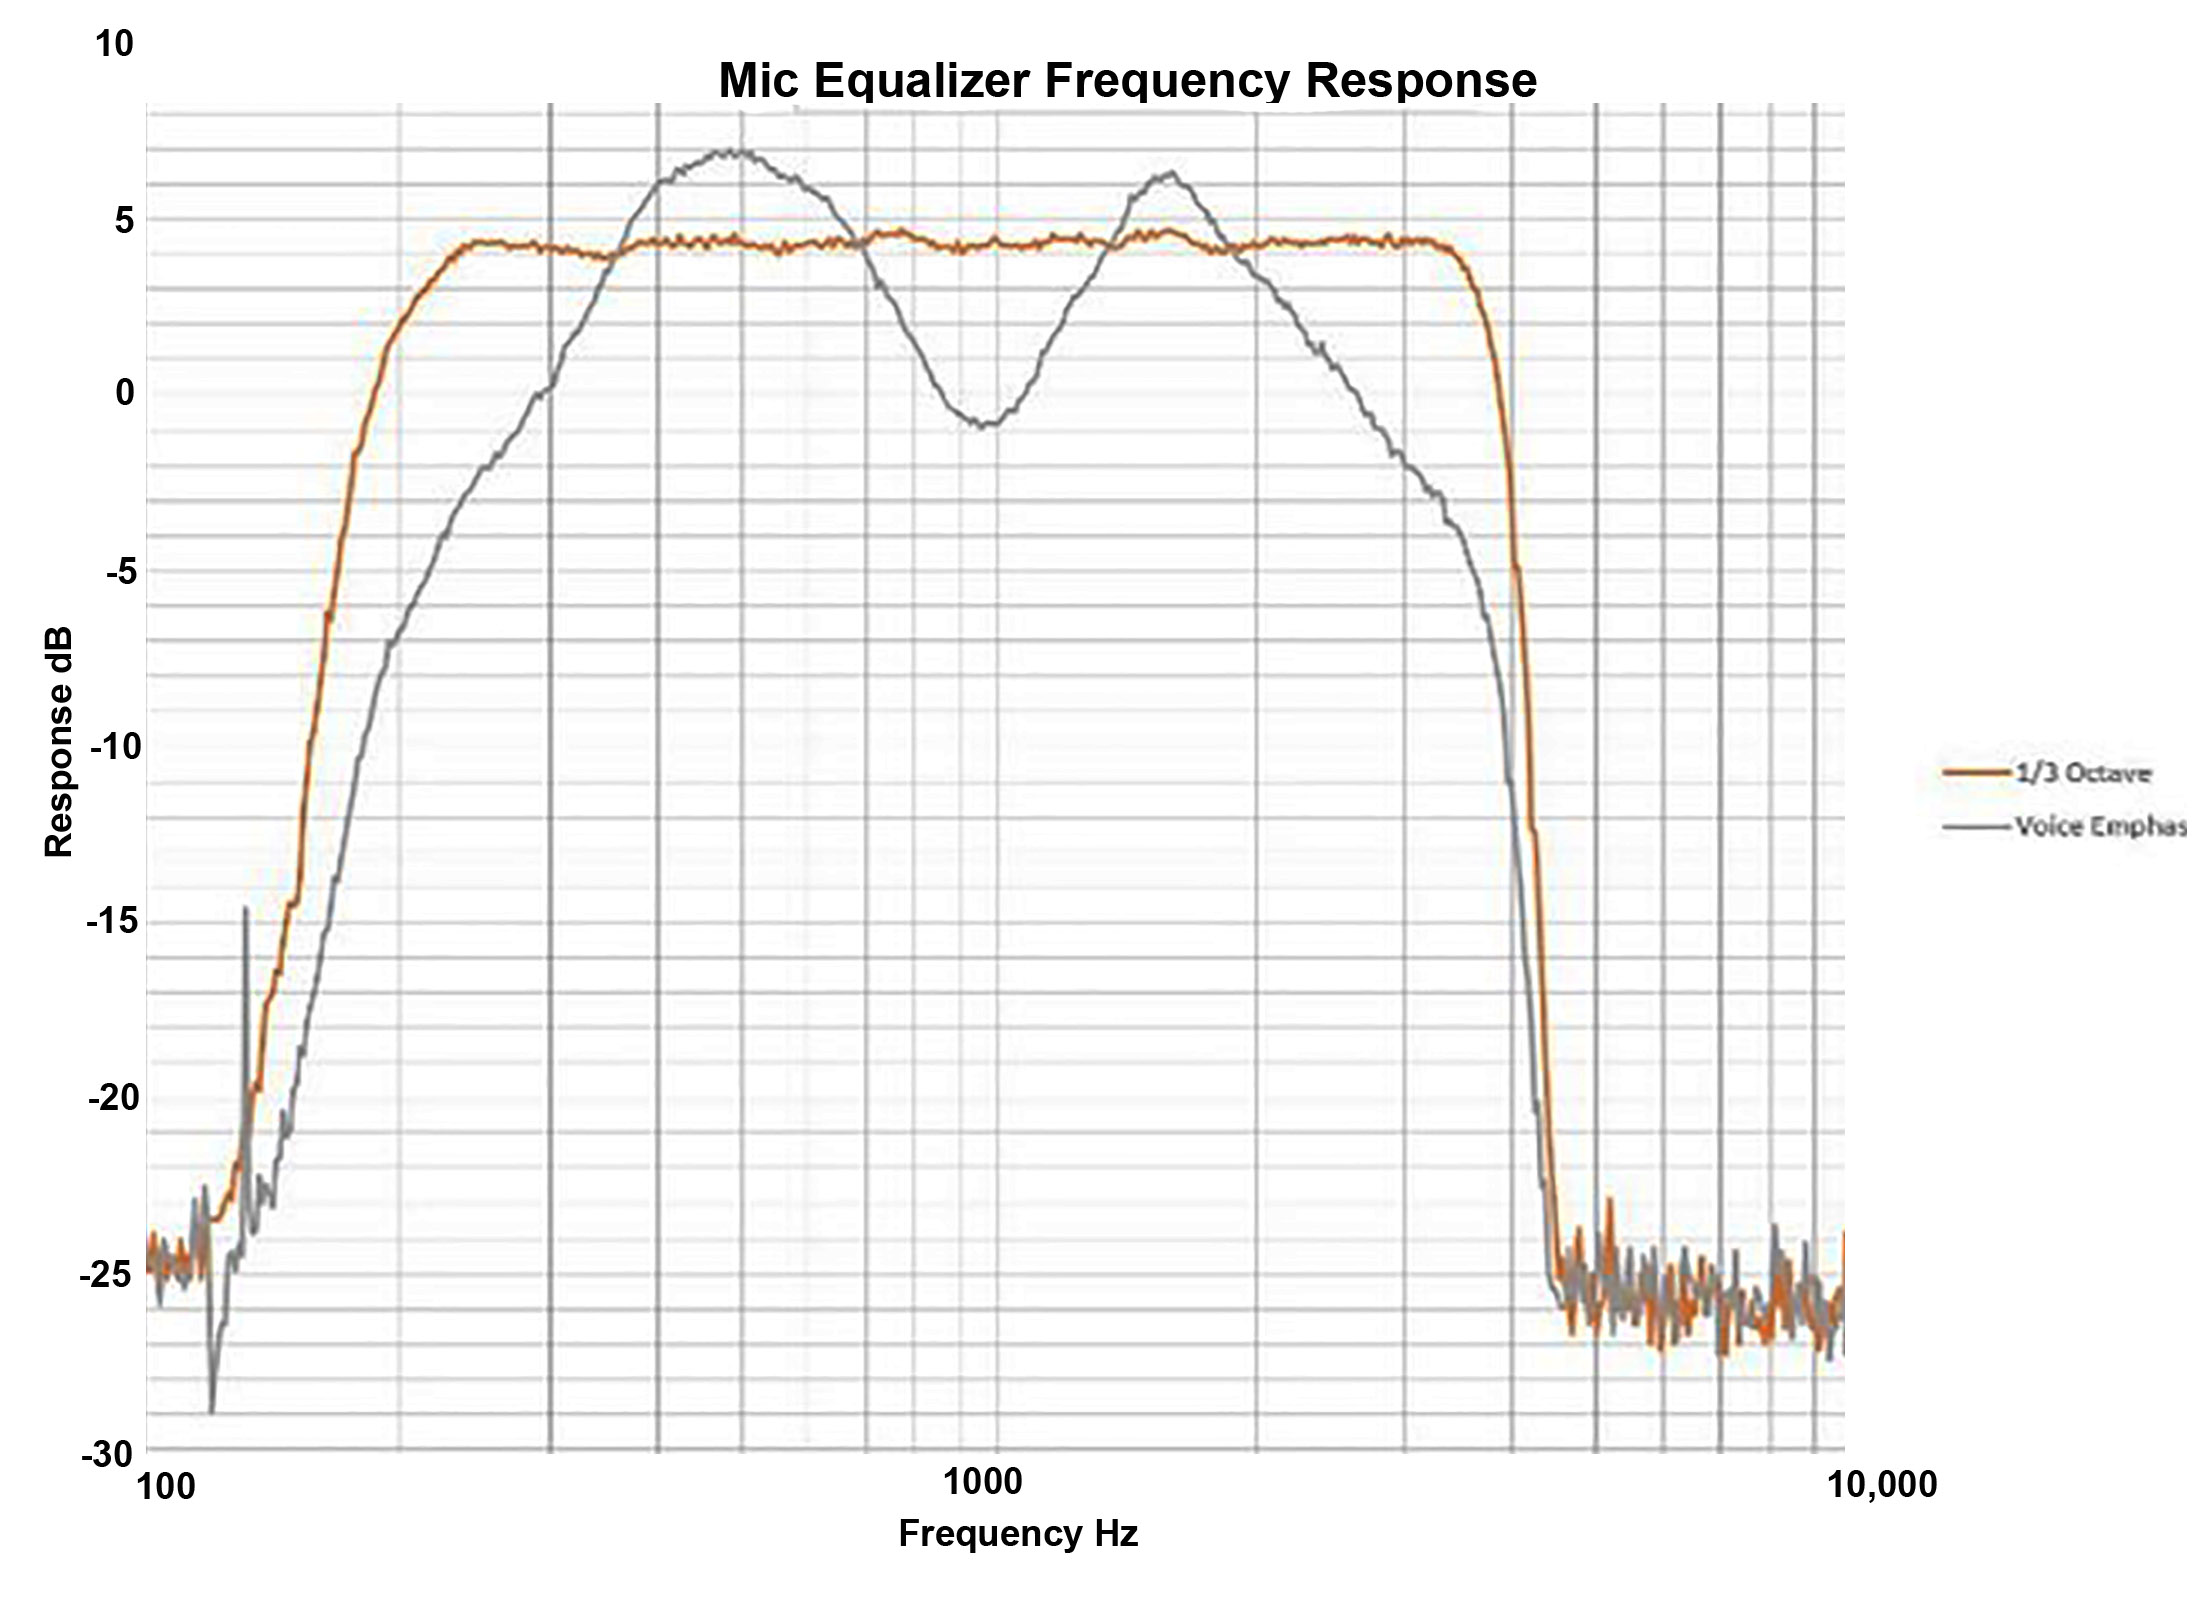 Mic Equalizer Frequency Response
10
5
0
-5
-10
-15
-20
-25
-30
Response dB
100
1000
10,000
Frequency Hz
1/3 Octave
Voice Emphas